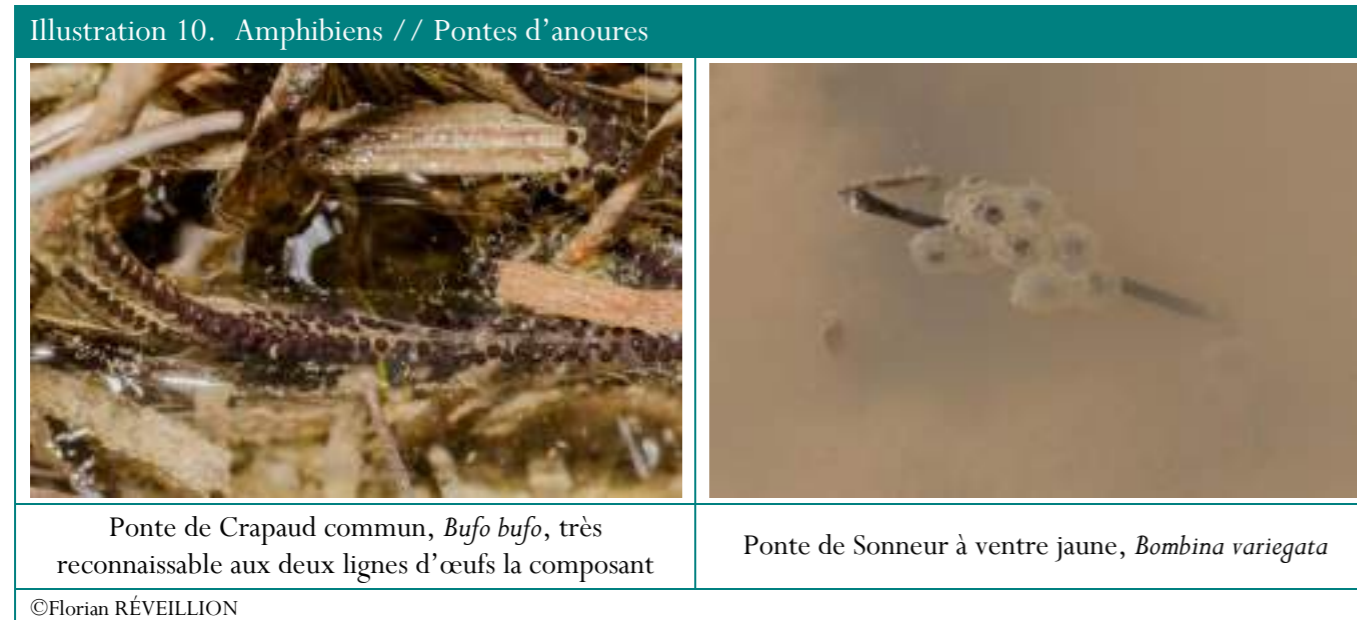 Illustration 10. Amphibiens // Pontes d’anoures
Ponte de Crapaud commun, Bufo bufo, très
reconnaissable aux deux lignes d’œufs la composant
Ponte de Sonneur à ventre jaune, Bombina variegata
©Florian RÉVEILLION